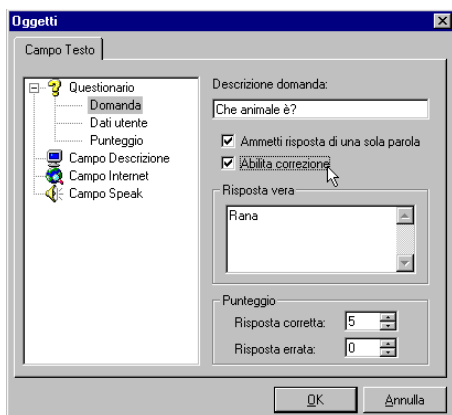 Oggetti
Campo Testo
Questionario
Domanda
Dati utente
Punteggio
Campo Descrizione
Campo Internet
Campo Speak
Descrizione domanda:
Che animale è?
Ammetti risposta di una sola parola
Abilita correzione
Risposta vera
Rana
Punteggio
Risposta corretta: 5
Risposta errata: 0
OK Annulla